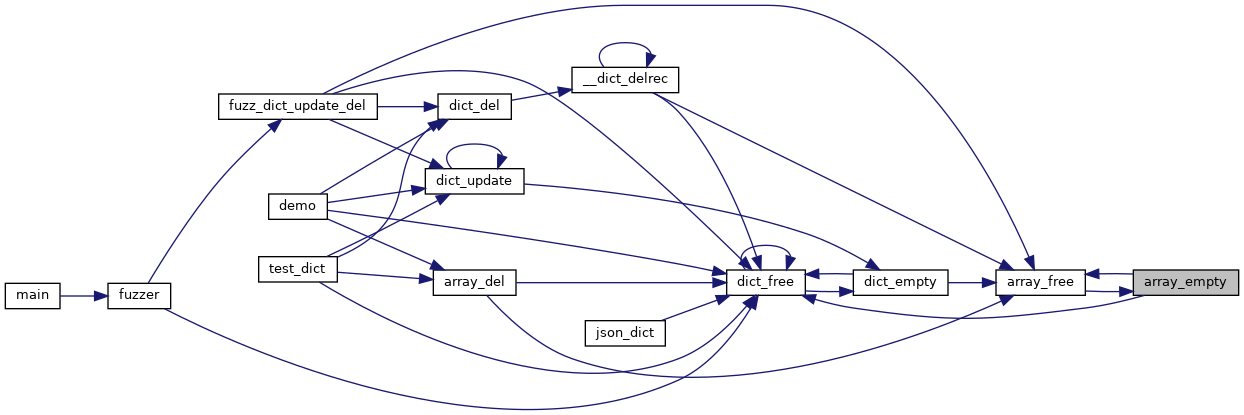 main
fuzzer
fuzz_dict_update_del
demo
test_dict
dict_del
dict_update
array_del
__dict_delrec
json_dict
dict_free
dict_empty
array_free
array_empty